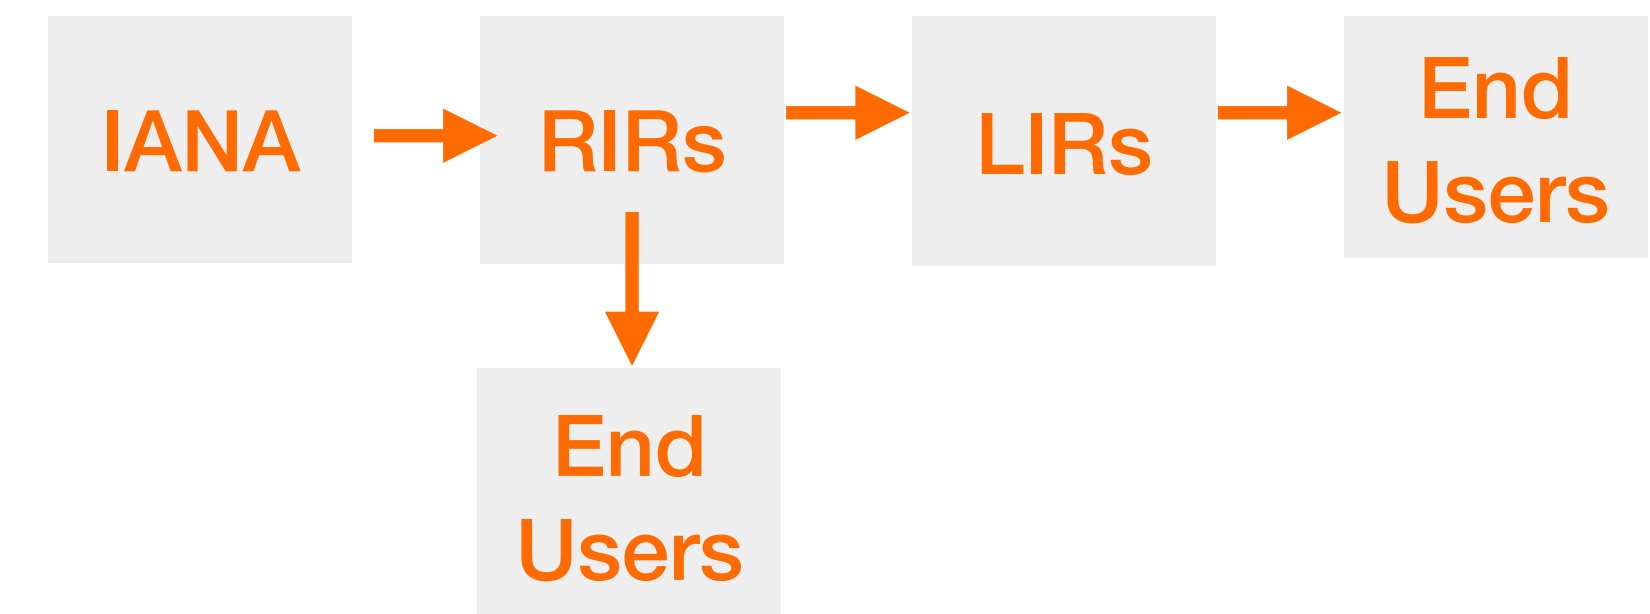 IANA
RIRs
LIRs
End
Users
End
Users